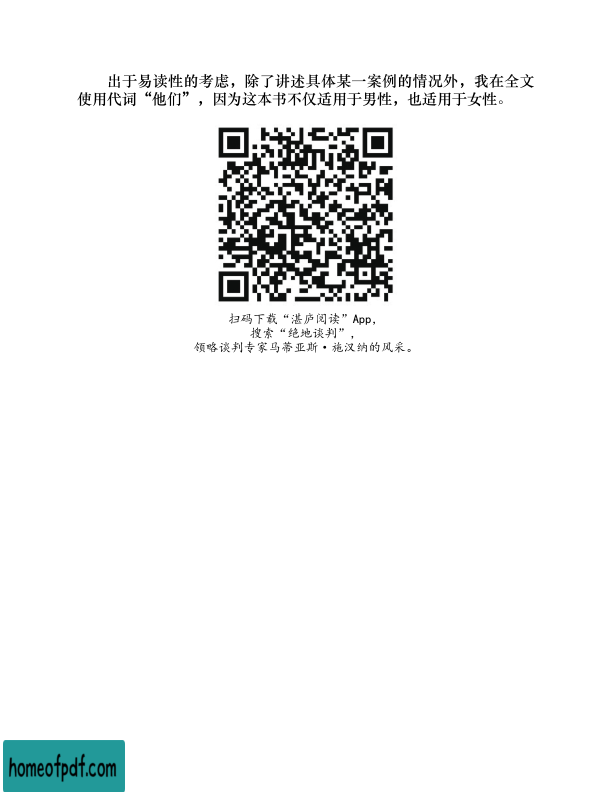 出于易读性的考虑，除了讲述具体某一案例的情况外，我在全文
使用代词“他们”，因为这本书不仅适用于男性，也适用于女性。
扫码下载“湛庐阅读”App，
搜索“绝地谈判”，
领略谈判专家马蒂亚斯·施汉纳的风采。
homeofpdf.com